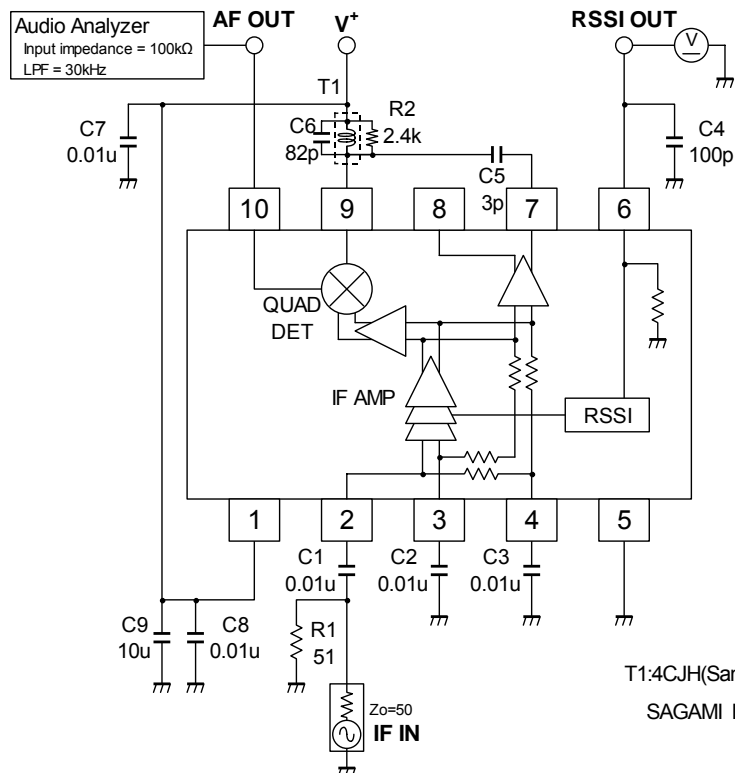 Audio Analyzer
Input impedance = 100kΩ
LPF = 30kHz
AF OUT
V+
RSSI OUT
V
T1
C7
0.01u
C6
82p
R2
2.4k
C5
3p
C4
100p
10
9
8
7
6
QUAD
DET
IF AMP
RSSI
1
2
3
4
5
C1
0.01u
C2
0.01u
C3
0.01u
C9
10u
C8
0.01u
R1
51
Zo=50
IF IN
T1:4CJH(Sa
SAGAMI